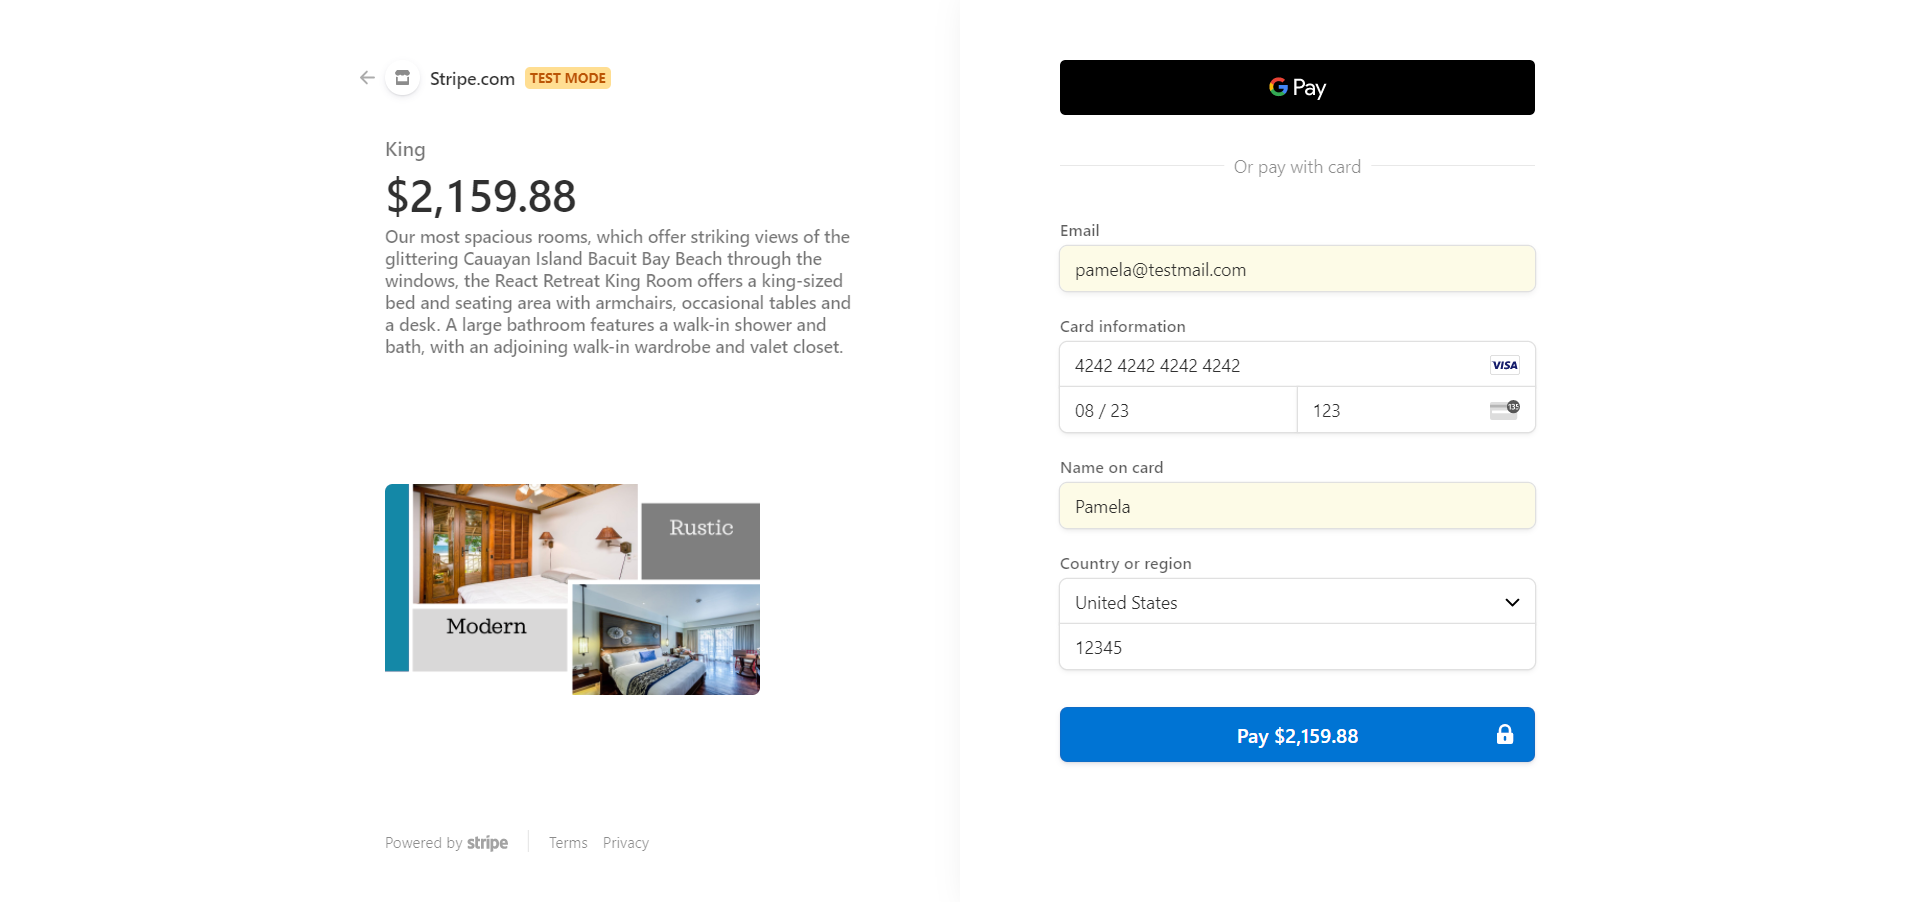 Stripe.com TEST MODE
King
$2,159.88
Our most spacious rooms, which offer striking views of the
glittering Cauayan Island Bacuit Bay Beach through the
windows, the React Retreat King Room offers a king-sized
bed and seating area with armchairs, occasional tables and
a desk. A large bathroom features a walk-in shower and
bath, with an adjoining walk-in wardrobe and valet closet.
Rustic
Modern
Powered by stripe
Terms Privacy
G Pay
Or pay with card
Email
pamela@testmail.com
Card information
4242 4242 4242 4242
VISA
08 / 23
123
135
Name on card
Pamela
Country or region
United States
12345
Pay $2,159.88